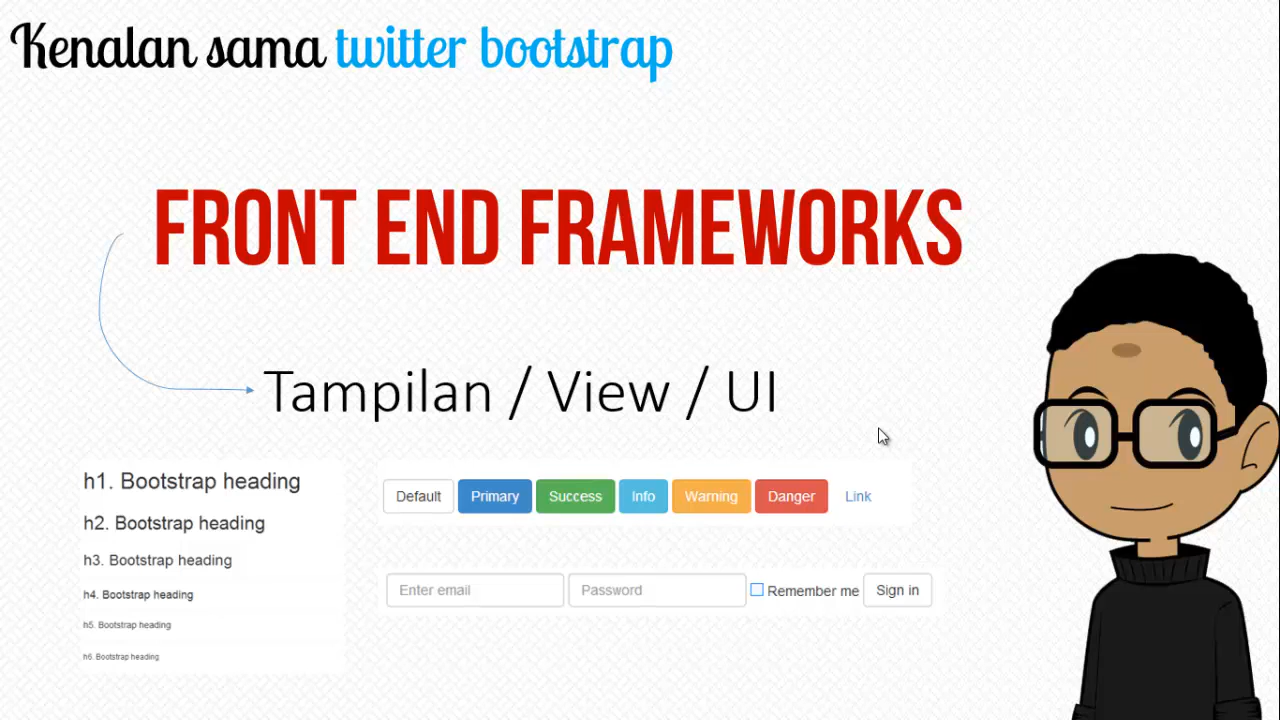 Kenalan sama twitter bootstrap
FRONT END FRAMEWORKS
Tampilan / View / UI
h1. Bootstrap heading
h2. Bootstrap heading
h3. Bootstrap heading
h4. Bootstrap heading
h5. Bootstrap heading
h6. Bootstrap heading
Default Primary Success Info Warning Danger Link
Enter email Password Remember me Sign in